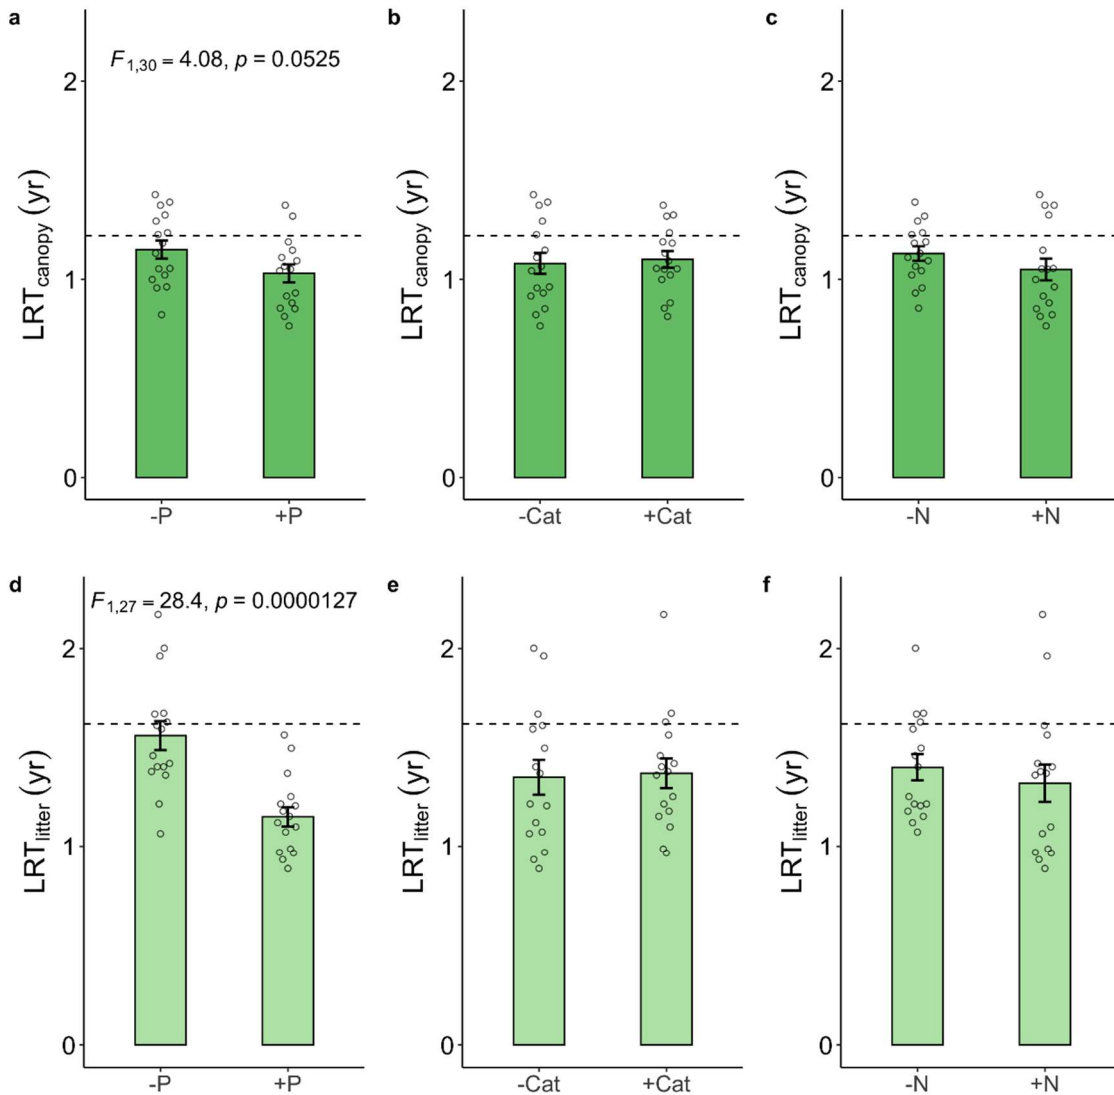 a
F1,30 = 4.08, p = 0.0525
LRTcanopy (yr)
2
1
0
-P +P
b
LRTcanopy (yr)
2
1
0
-Cat +Cat
c
LRTcanopy (yr)
2
1
0
-N +N
d
F1,27 = 28.4, p = 0.0000127
LRTlitter (yr)
2
1
0
-P +P
e
LRTlitter (yr)
2
1
0
-Cat +Cat
f
LRTlitter (yr)
2
1
0
-N +N